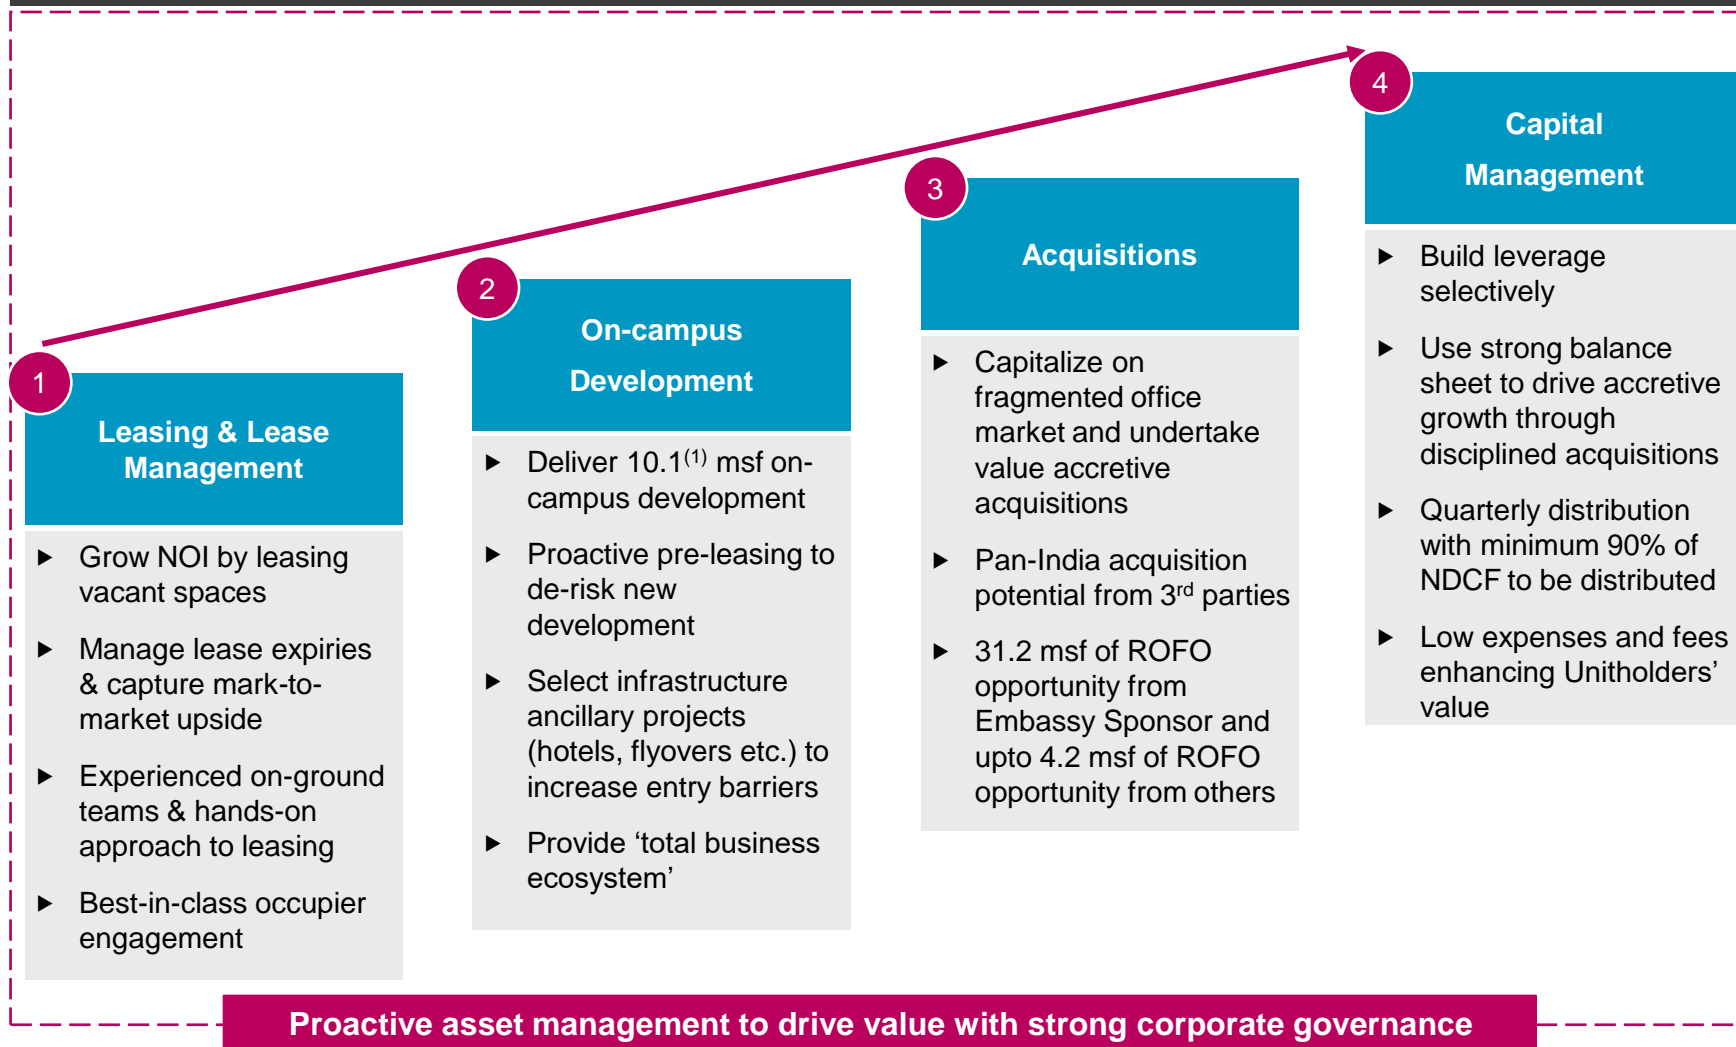 1
Leasing & Lease
Management
► Grow NOI by leasing
vacant spaces
► Manage lease expiries
& capture mark-to-
market upside
► Experienced on-ground
teams & hands-on
approach to leasing
► Best-in-class occupier
engagement
2
On-campus
Development
► Deliver 10.1(1) msf on-
campus development
► Proactive pre-leasing to
de-risk new
development
► Select infrastructure
ancillary projects
(hotels, flyovers etc.) to
increase entry barriers
► Provide ‘total business
ecosystem’
3
Acquisitions
► Capitalize on
fragmented office
market and undertake
value accretive
acquisitions
► Pan-India acquisition
potential from 3rd parties
► 31.2 msf of ROFO
opportunity from
Embassy Sponsor and
upto 4.2 msf of ROFO
opportunity from others
4
Capital
Management
► Build leverage
selectively
► Use strong balance
sheet to drive accretive
growth through
disciplined acquisitions
► Quarterly distribution
with minimum 90% of
NDCF to be distributed
► Low expenses and fees
enhancing Unitholders’
value
Proactive asset management to drive value with strong corporate governance